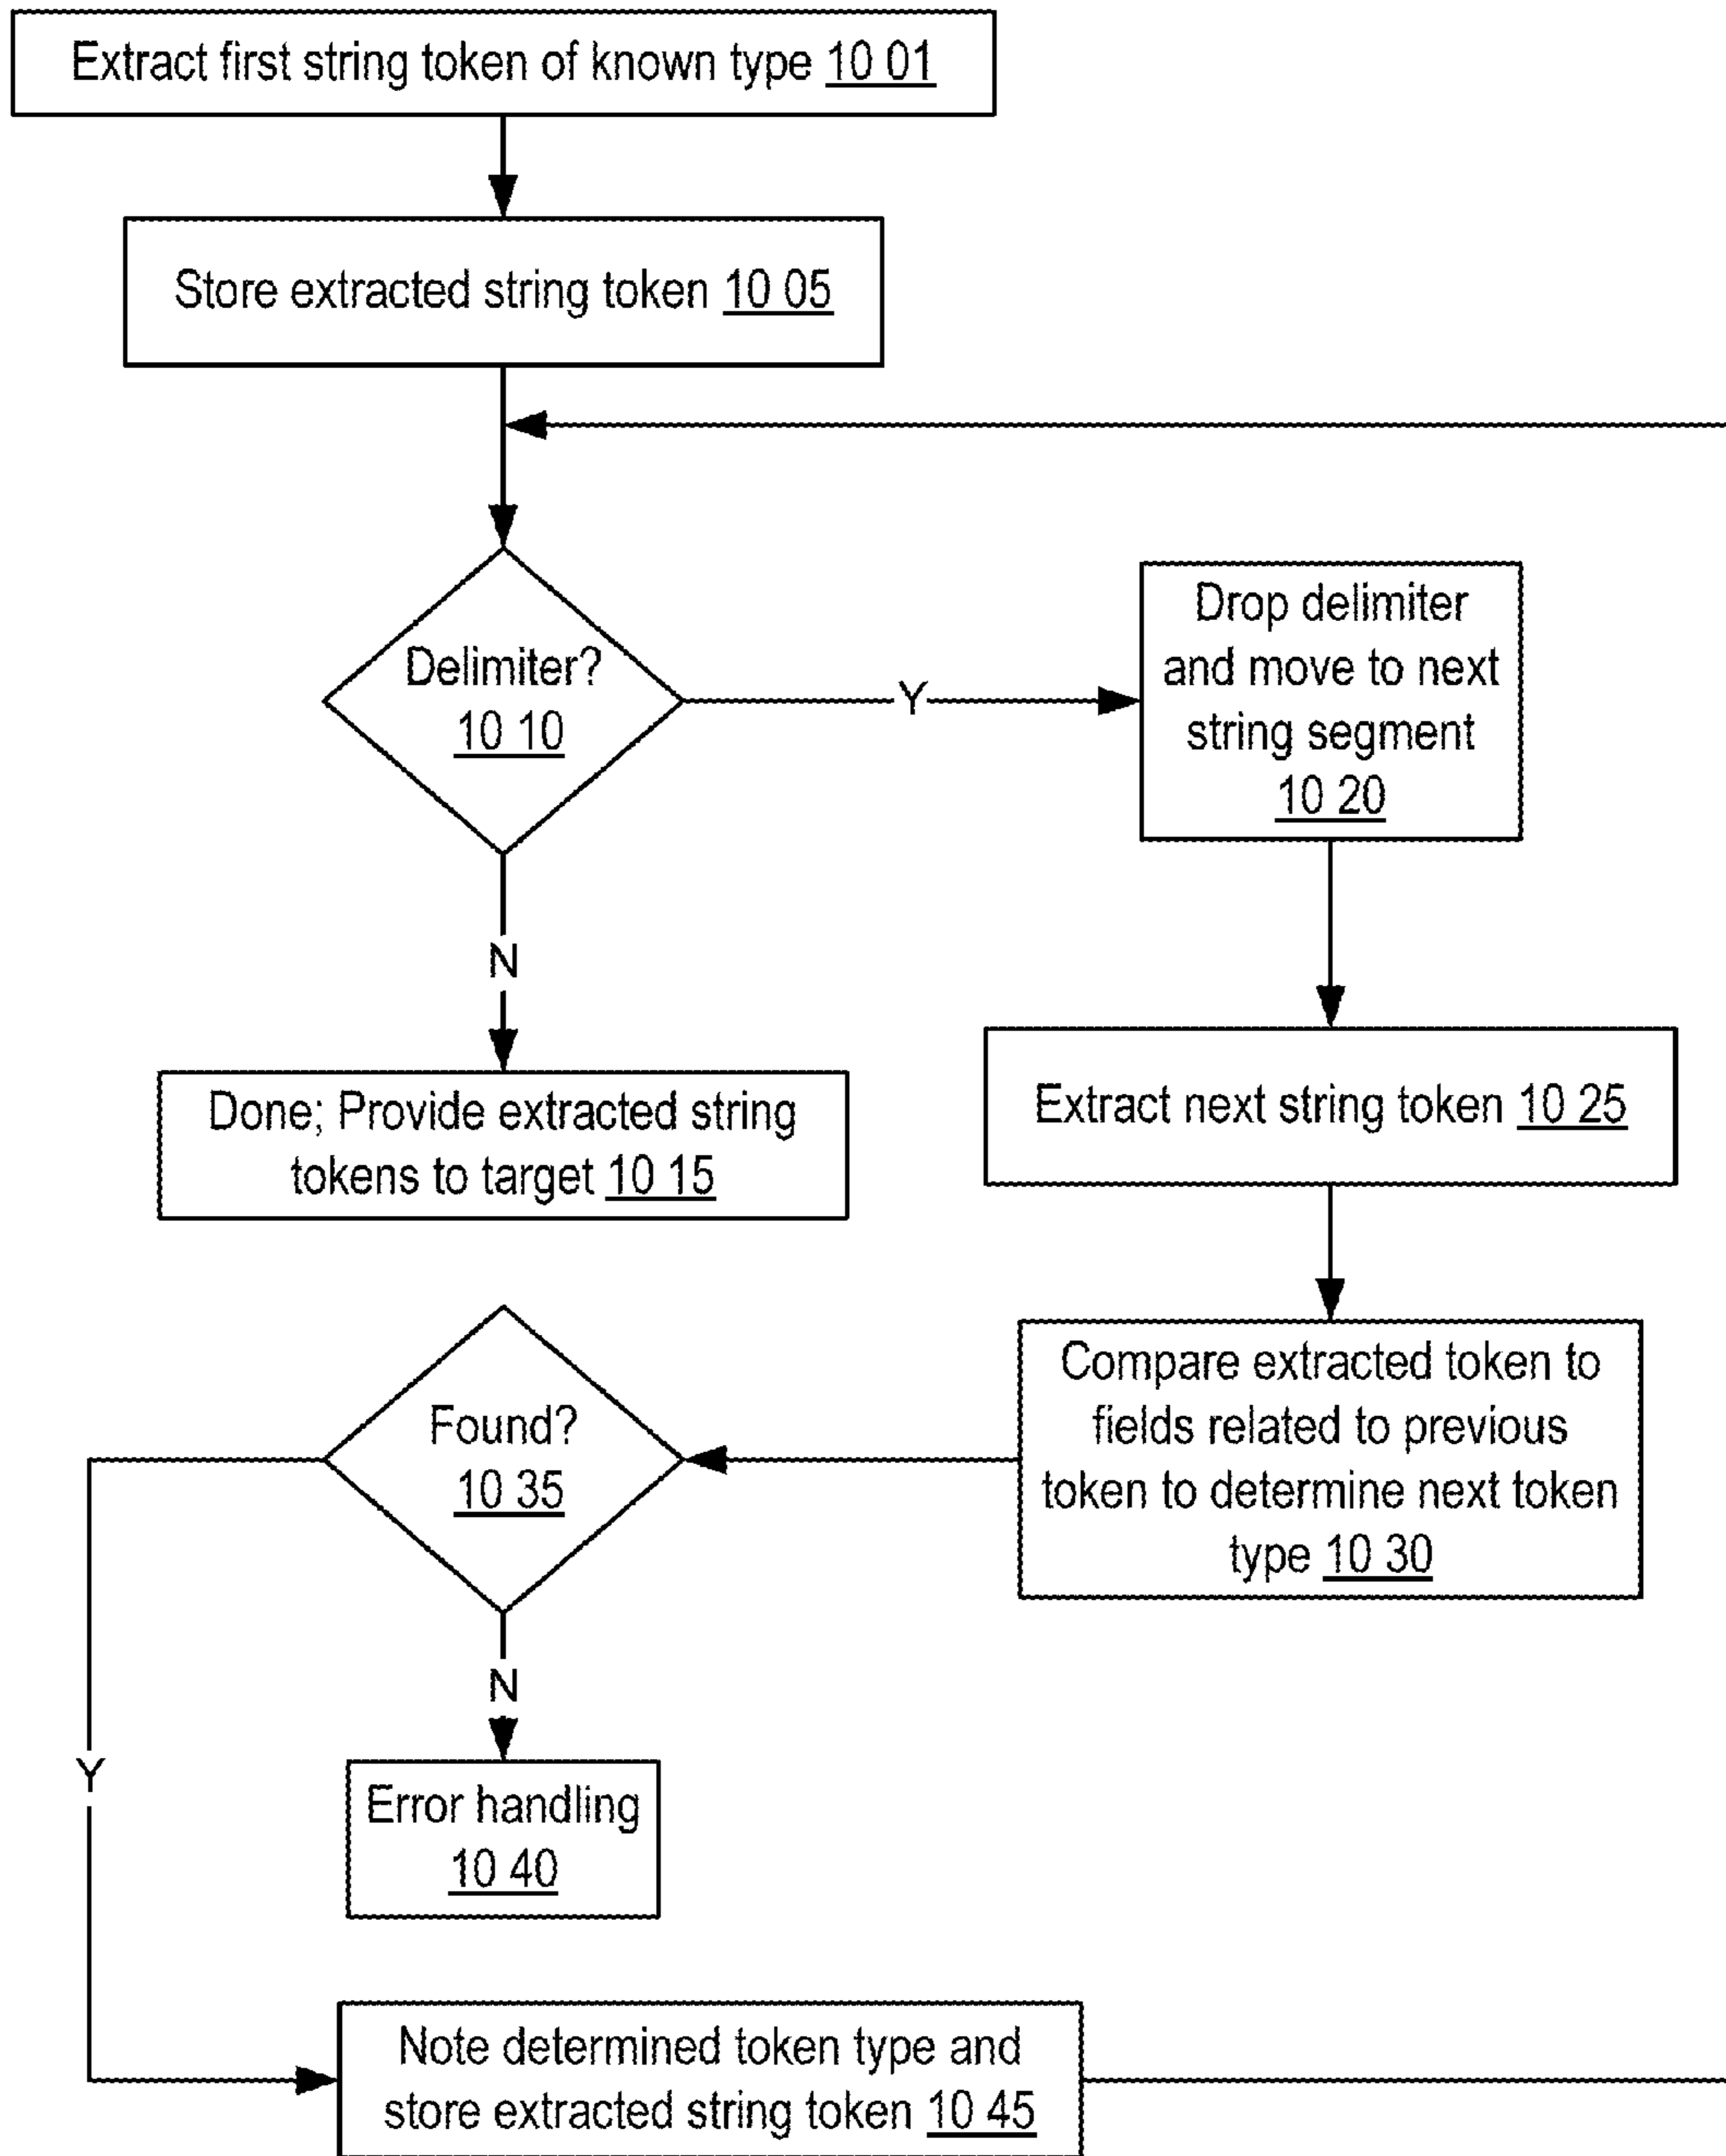 Extract first string token of known type 10 01
Store extracted string token 10 05
Delimiter?
10 10
Y
Drop delimiter
and move to next
string segment
10 20
N
Done; Provide extracted string
tokens to target 10 15
Extract next string token 10 25
Compare extracted token to
fields related to previous
token to determine next token
type 10 30
Found?
10 35
N
Y
Error handling
10 40
Note determined token type and
store extracted string token 10 45